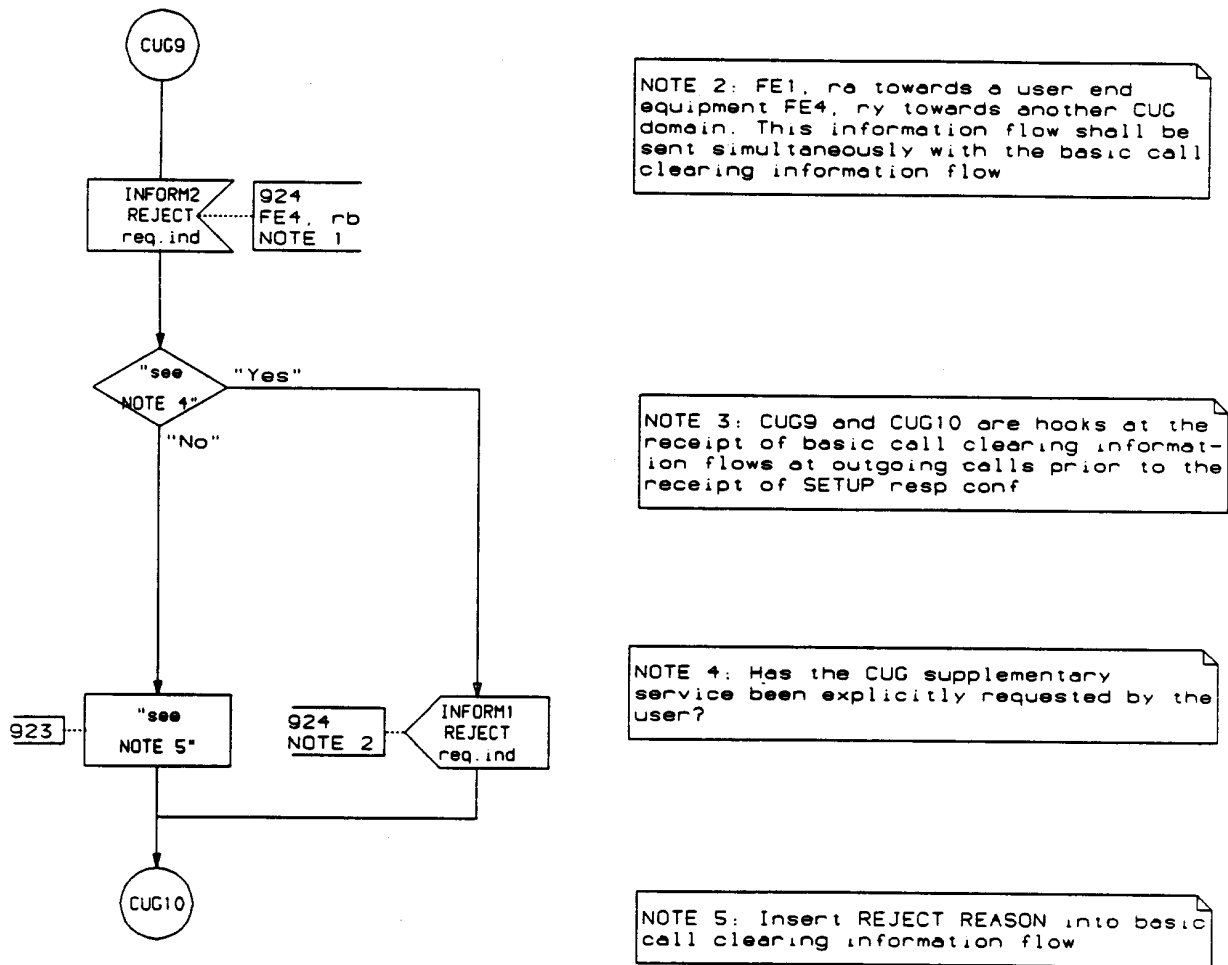 CUG9
INFORM2
REJECT
req.ind
924
FE4, rb
NOTE 1
"see
NOTE 4"
"Yes"
"No"
923
"see
NOTE 5"
924
NOTE 2
INFORM1
REJECT
req.ind
CUG10
NOTE 2: FE1, ra towards a user end
equipment FE4, ry towards another CUG
domain. This information flow shall be
sent simultaneously with the basic call
clearing information flow
NOTE 3: CUG9 and CUG10 are hooks at the
receipt of basic call clearing informat-
ion flows at outgoing calls prior to the
receipt of SETUP resp conf
NOTE 4: Has the CUG supplementary
service been explicitly requested by the
user?
NOTE 5: Insert REJECT REASON into basic
call clearing information flow